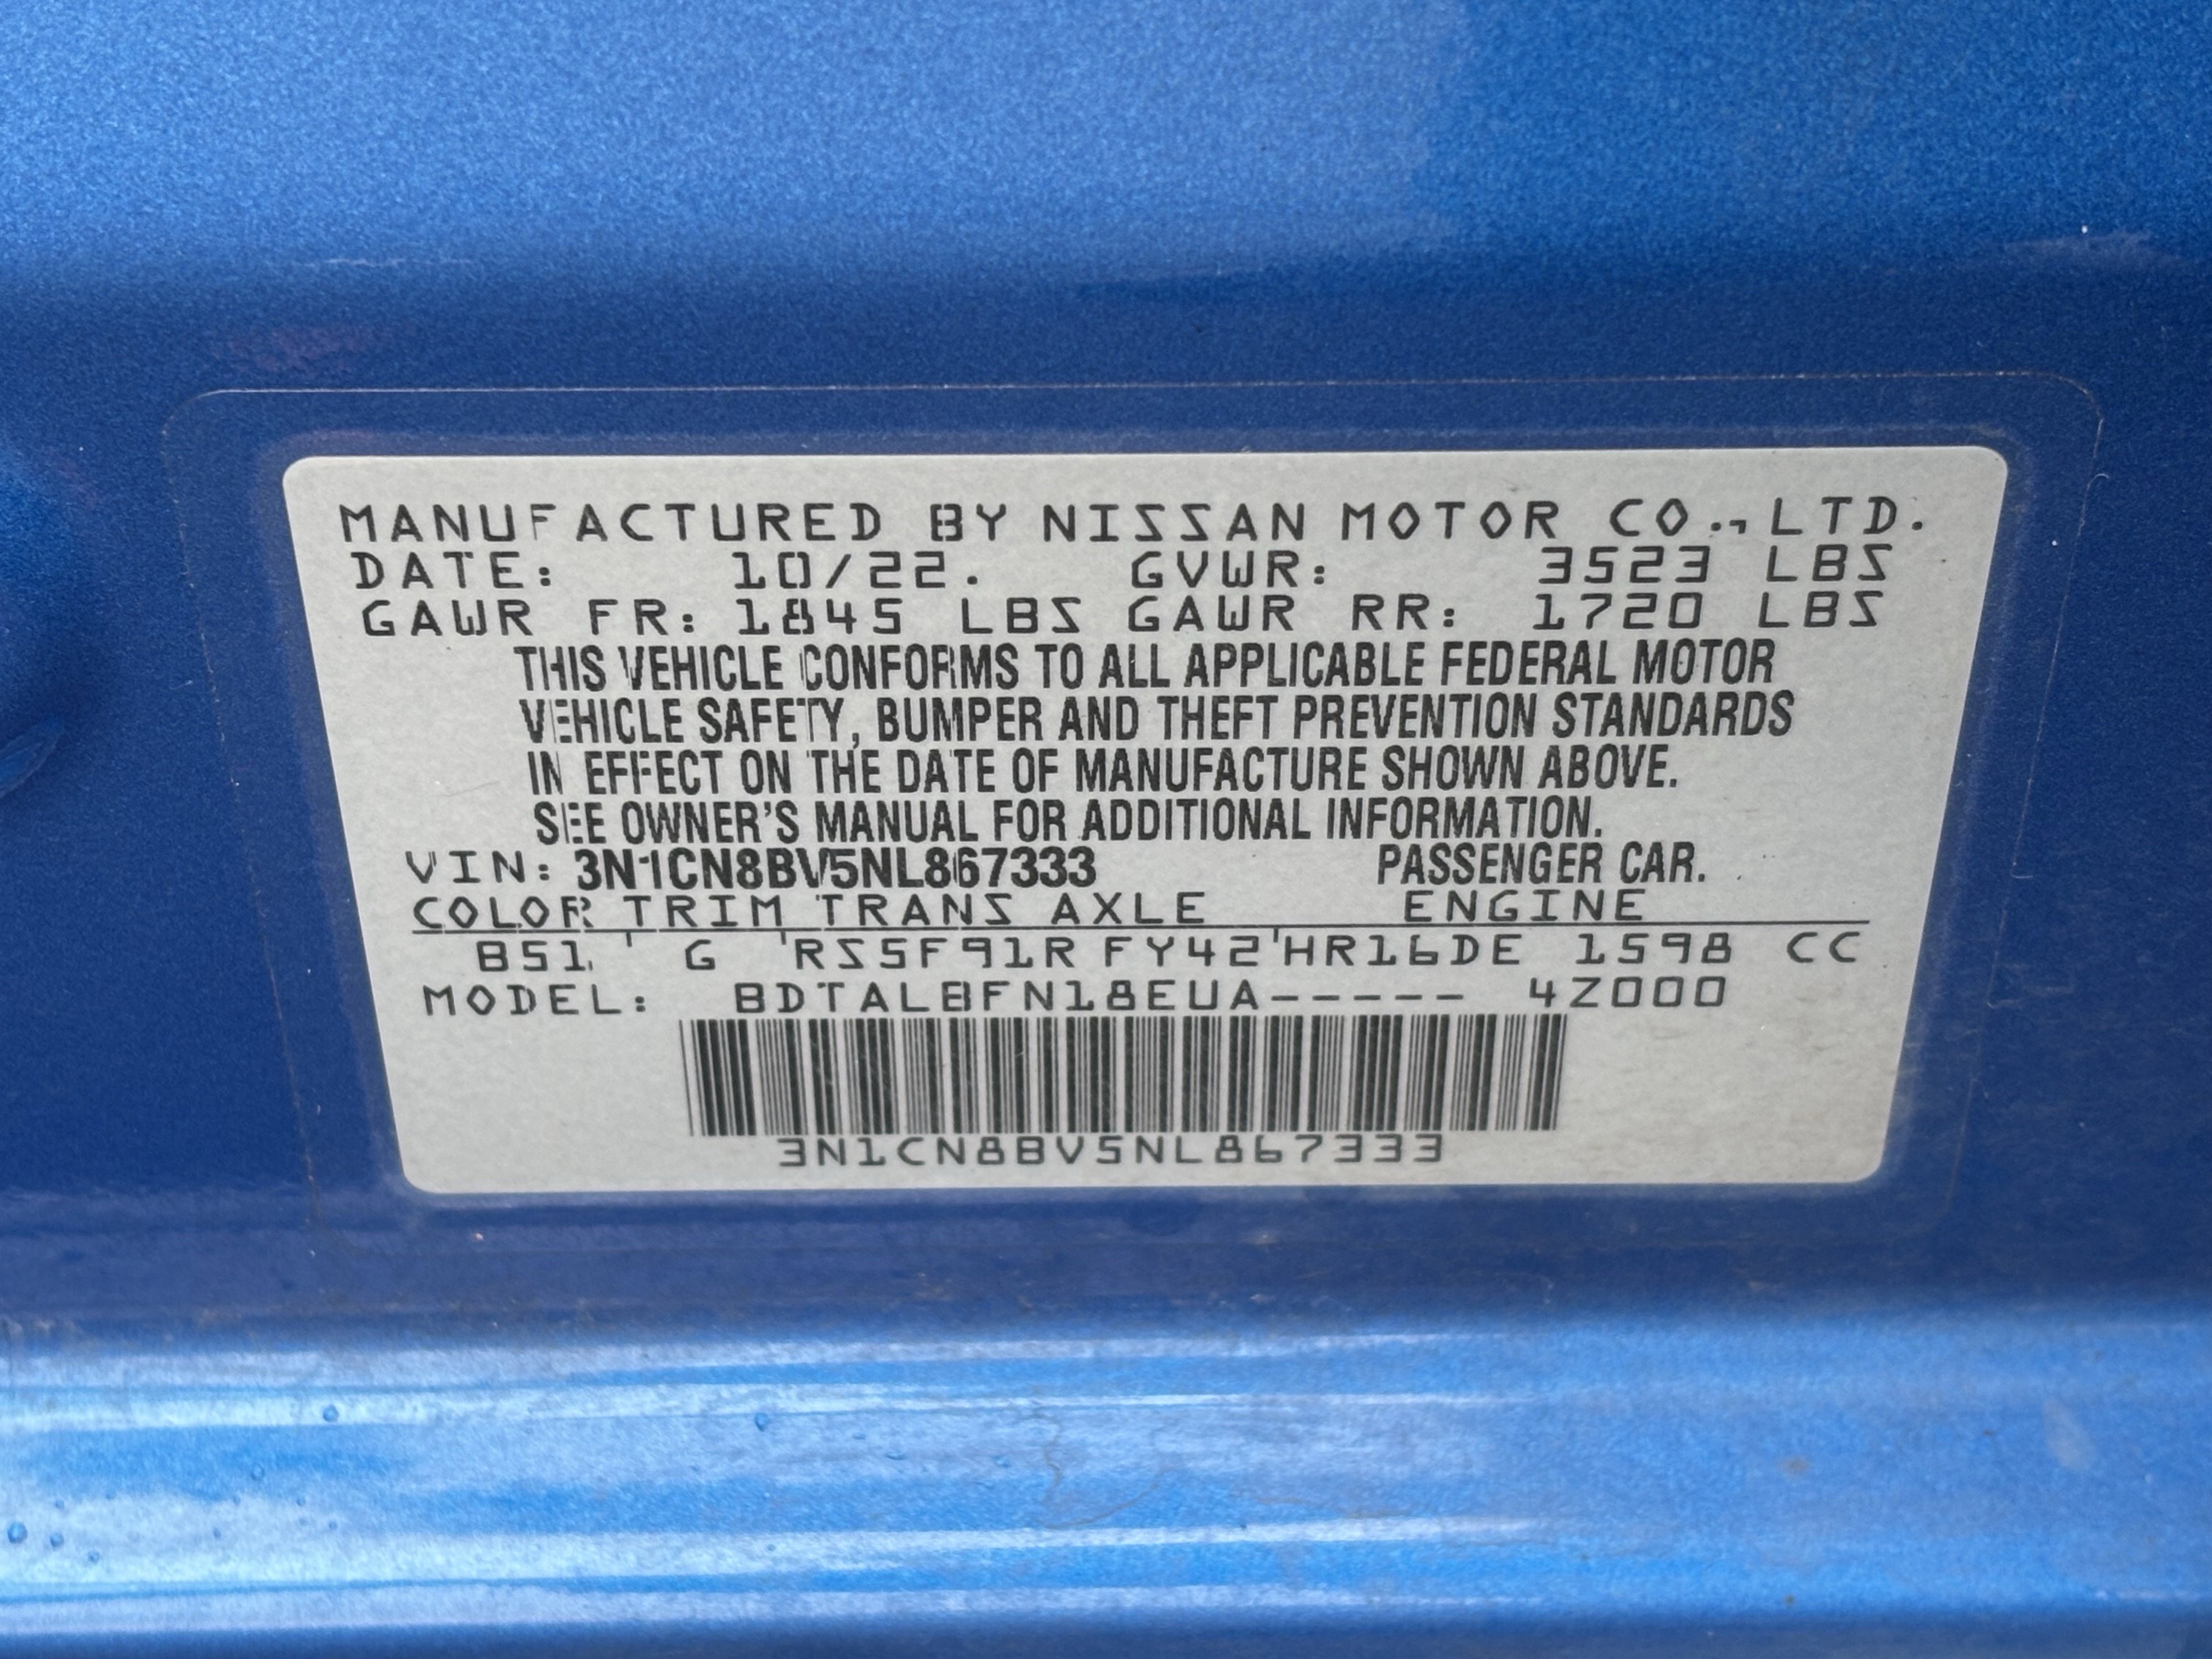 MANUFACTURED BY NISSAN MOTOR CO., LTD.
DATE: 10/22. GVWR: 3523 LBS
GAWR FR: 1845 LBS GAWR RR: 1720 LBS
THIS VEHICLE CONFORMS TO ALL APPLICABLE FEDERAL MOTOR
VEHICLE SAFETY, BUMPER AND THEFT PREVENTION STANDARDS
IN EFFECT ON THE DATE OF MANUFACTURE SHOWN ABOVE.
SEE OWNER'S MANUAL FOR ADDITIONAL INFORMATION.
VIN: 3N1CN8BV5NL867333 PASSENGER CAR.
COLOR TRIM TRANS AXLE ENGINE
B51 G RS5F91R FY42 HR16DE 1598 CC
MODEL: BDTALBFN18EUA----- 4Z000
3N1CN8BV5NL867333